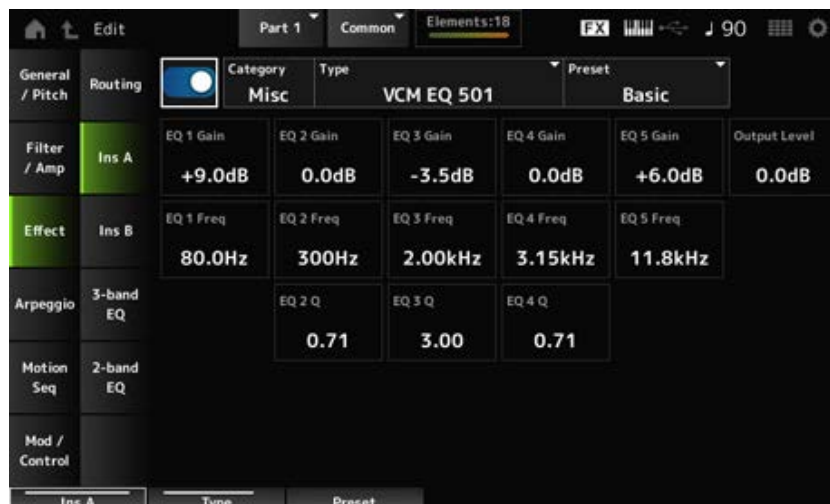 Edit Part 1 Common Elements:18 FX ♩ 90
General / Pitch
Filter / Amp
Effect
Arpeggio
Motion Seq
Mod / Control
Routing
Ins A
Ins B
3-band EQ
2-band EQ
Category Type Preset
Misc VCM EQ 501 Basic
EQ 1 Gain EQ 2 Gain EQ 3 Gain EQ 4 Gain EQ 5 Gain Output Level
+9.0dB 0.0dB -3.5dB 0.0dB +6.0dB 0.0dB
EQ 1 Freq EQ 2 Freq EQ 3 Freq EQ 4 Freq EQ 5 Freq
80.0Hz 300Hz 2.00kHz 3.15kHz 11.8kHz
EQ 2 Q EQ 3 Q EQ 4 Q
0.71 3.00 0.71
Ins A Type Preset